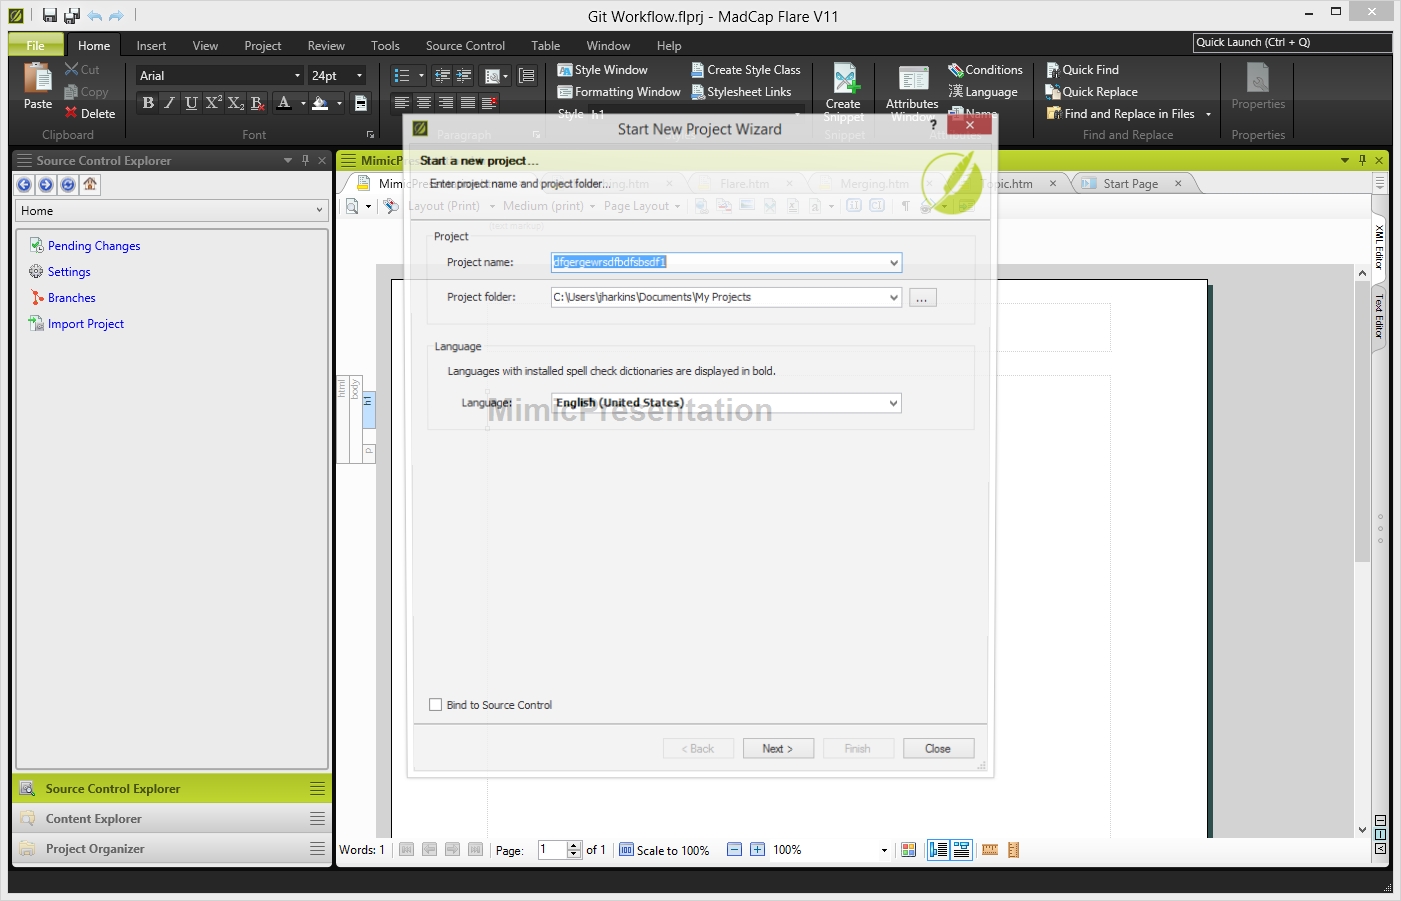 Git Workflow.flprj - MadCap Flare V11
File Home Insert View Project Review Tools Source Control Table Window Help
Quick Launch (Ctrl + Q)
Paste
Cut
Copy
Delete
Clipboard
Arial 24pt
Font
Paragraph
Style Window
Formatting Window
Style: h1
Create Style Class
Stylesheet Links
Create Snippet
Snippet
Attributes Window
Conditions
Language
Name
Attributes
Quick Find
Quick Replace
Find and Replace in Files
Find and Replace
Properties
Properties
Source Control Explorer
Home
Pending Changes
Settings
Branches
Import Project
Source Control Explorer
Content Explorer
Project Organizer
MimicPres
MimicPres
Flare.htm
Merging.htm
Topic.htm
Start Page
Layout (Print) Medium (print) Page Layout
XML Editor
Text Editor
html
body
h1
p
MimicPresentation
Start New Project Wizard
?
Start a new project...
Enter project name and project folder...
Project
Project name: dfgergewrsdfbdfsbsdf1
Project folder: C:\Users\jharkins\Documents\My Projects
...
Language
Languages with installed spell check dictionaries are displayed in bold.
Language: English (United States)
Bind to Source Control
< Back Next > Finish Close
Words: 1 Page: 1 of 1 Scale to 100% 100%